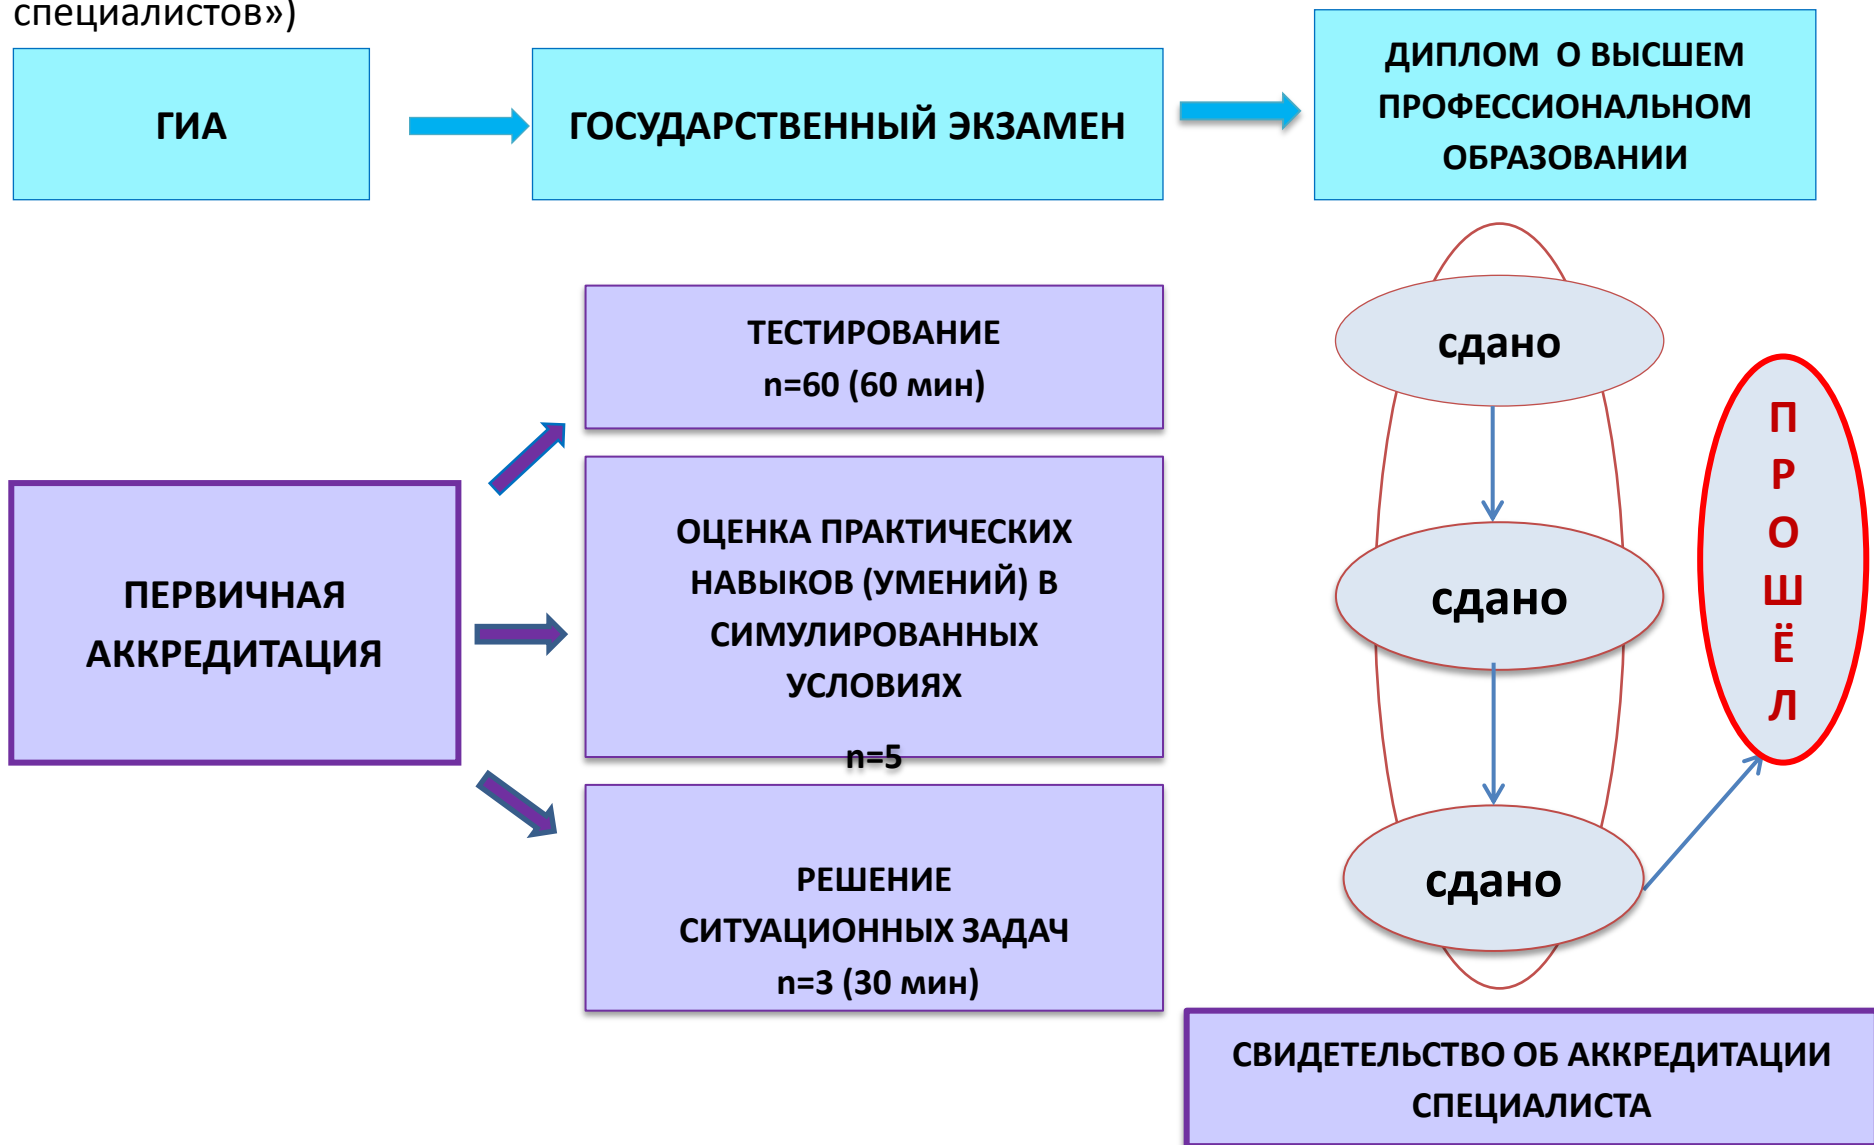 специалистов»)
ГИА
ГОСУДАРСТВЕННЫЙ ЭКЗАМЕН
ДИПЛОМ О ВЫСШЕМ
ПРОФЕССИОНАЛЬНОМ
ОБРАЗОВАНИИ
ПЕРВИЧНАЯ
АККРЕДИТАЦИЯ
ТЕСТИРОВАНИЕ
n=60 (60 мин)
ОЦЕНКА ПРАКТИЧЕСКИХ
НАВЫКОВ (УМЕНИЙ) В
СИМУЛИРОВАННЫХ
УСЛОВИЯХ
n=5
РЕШЕНИЕ
СИТУАЦИОННЫХ ЗАДАЧ
n=3 (30 мин)
сдано
сдано
сдано
П
Р
О
Ш
Ё
Л
СВИДЕТЕЛЬСТВО ОБ АККРЕДИТАЦИИ
СПЕЦИАЛИСТА